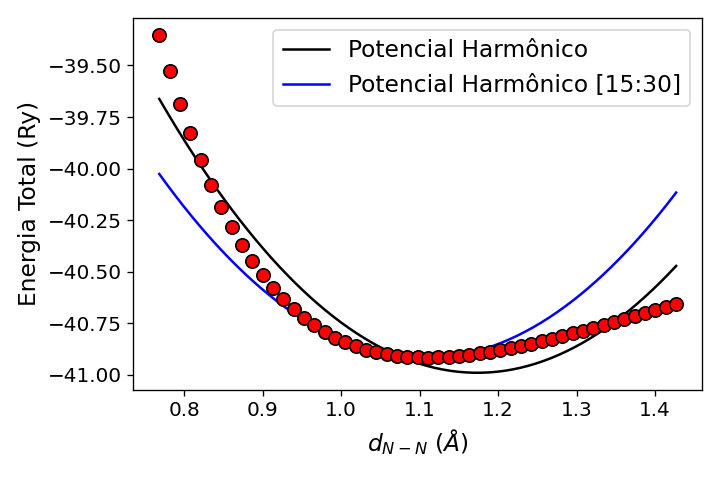 Potencial Harmônico
Potencial Harmônico [15:30]
Energia Total (Ry)
−39.50
−39.75
−40.00
−40.25
−40.50
−40.75
−41.00
0.8 0.9 1.0 1.1 1.2 1.3 1.4
d_{N−N} (Å)